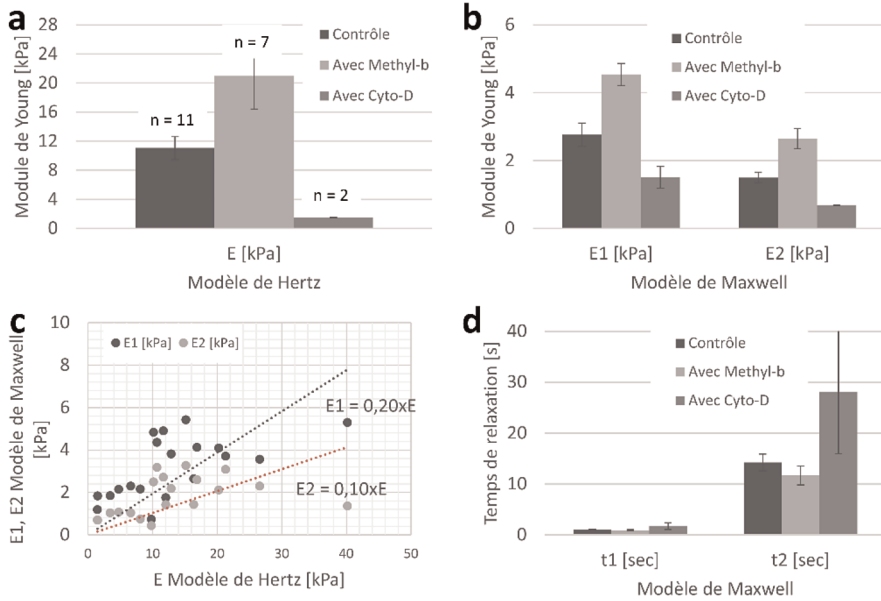 a
28
24
20
16
12
8
4
0
Module de Young [kPa]
n = 11
n = 7
n = 2
Contrôle
Avec Methyl-b
Avec Cyto-D
E [kPa]
Modèle de Hertz
b
6
4
2
0
Module de Young [kPa]
Contrôle
Avec Methyl-b
Avec Cyto-D
E1 [kPa]
E2 [kPa]
Modèle de Maxwell
c
10
8
6
4
2
0
E1, E2 Modèle de Maxwell
[kPa]
E1 [kPa]
E2 [kPa]
E1 = 0,20xE
E2 = 0,10xE
0
10
20
30
40
50
E Modèle de Hertz [kPa]
d
40
30
20
10
0
Temps de relaxation [s]
Contrôle
Avec Methyl-b
Avec Cyto-D
t1 [sec]
t2 [sec]
Modèle de Maxwell